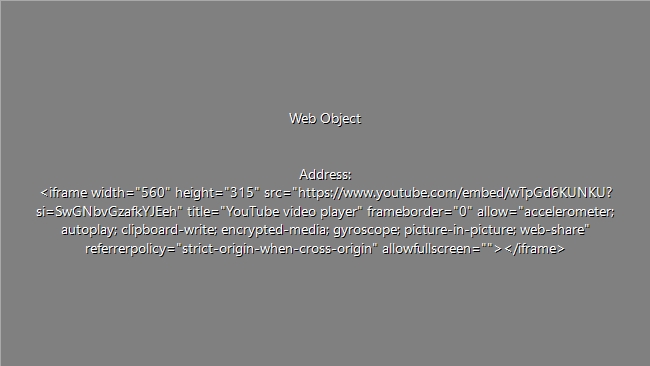 Web Object
Address:
<iframe width="560" height="315" src="https://www.youtube.com/embed/wTpGd6KUNKU?
si=SwGNbvGzafkYJEeh" title="YouTube video player" frameborder="0" allow="accelerometer;
autoplay; clipboard-write; encrypted-media; gyroscope; picture-in-picture; web-share"
referrerpolicy="strict-origin-when-cross-origin" allowfullscreen=""></iframe>